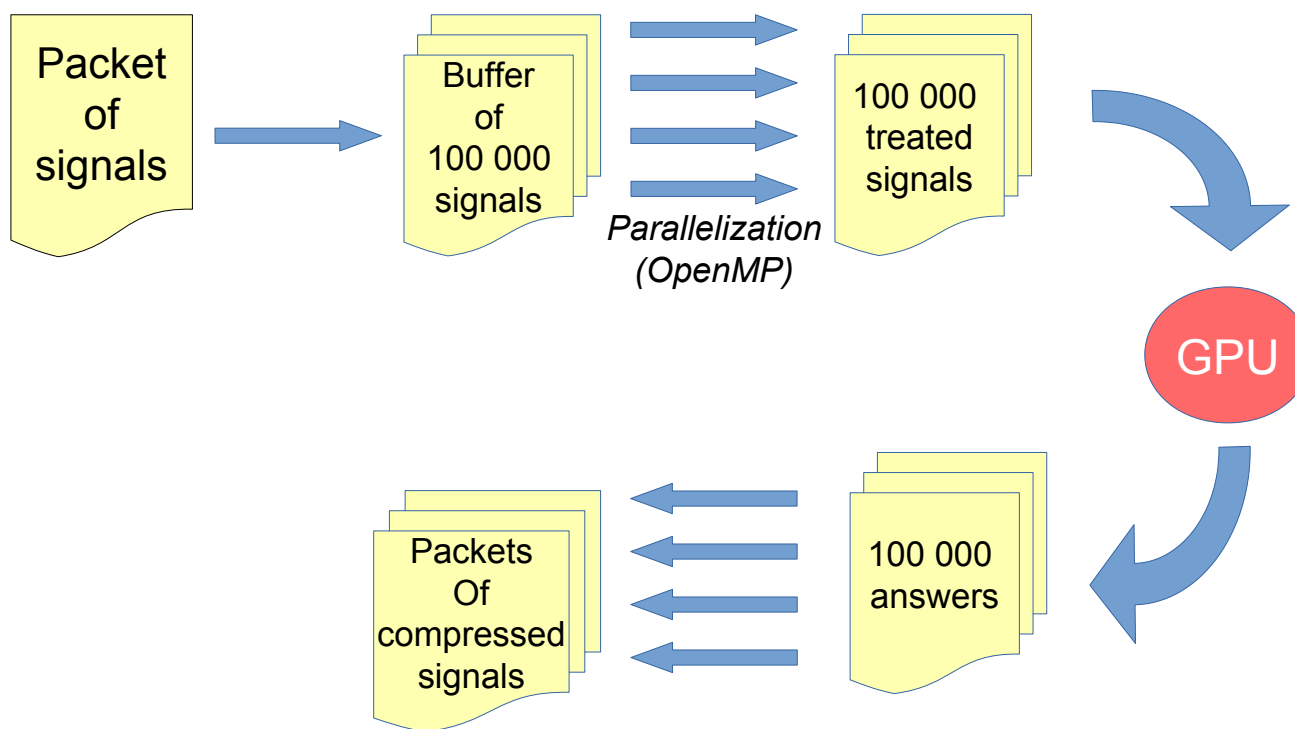 Packet
of
signals
Buffer
of
100 000
signals
Parallelization
(OpenMP)
100 000
treated
signals
GPU
100 000
answers
Packets
Of
compressed
signals